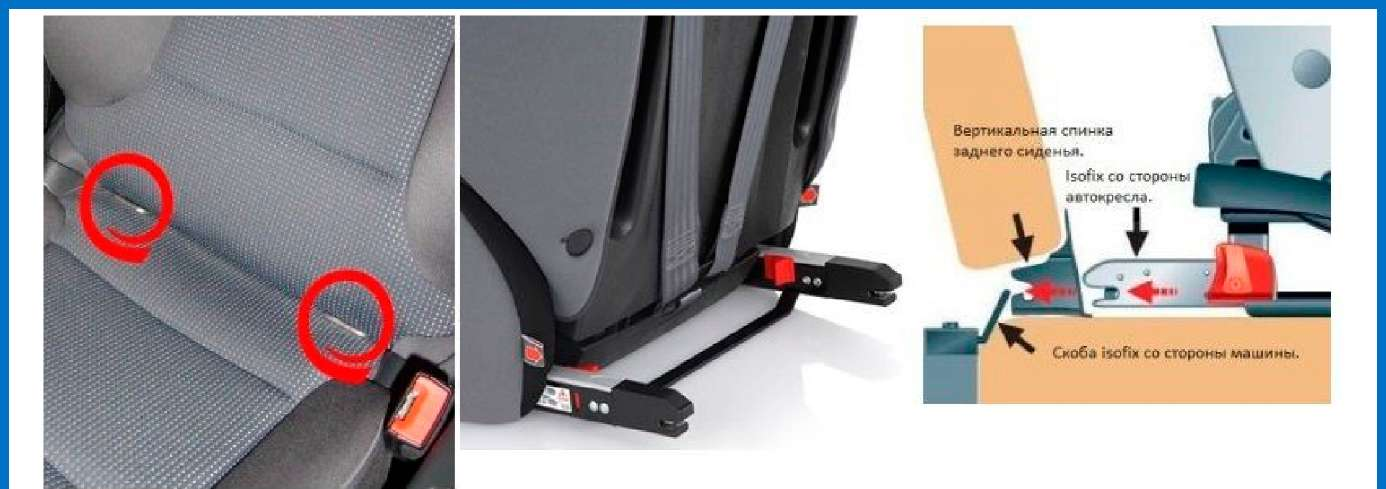 Вертикальная спинка
заднего сиденья.
Isofix со стороны
автокресла.
Скоба isofix со стороны машины.